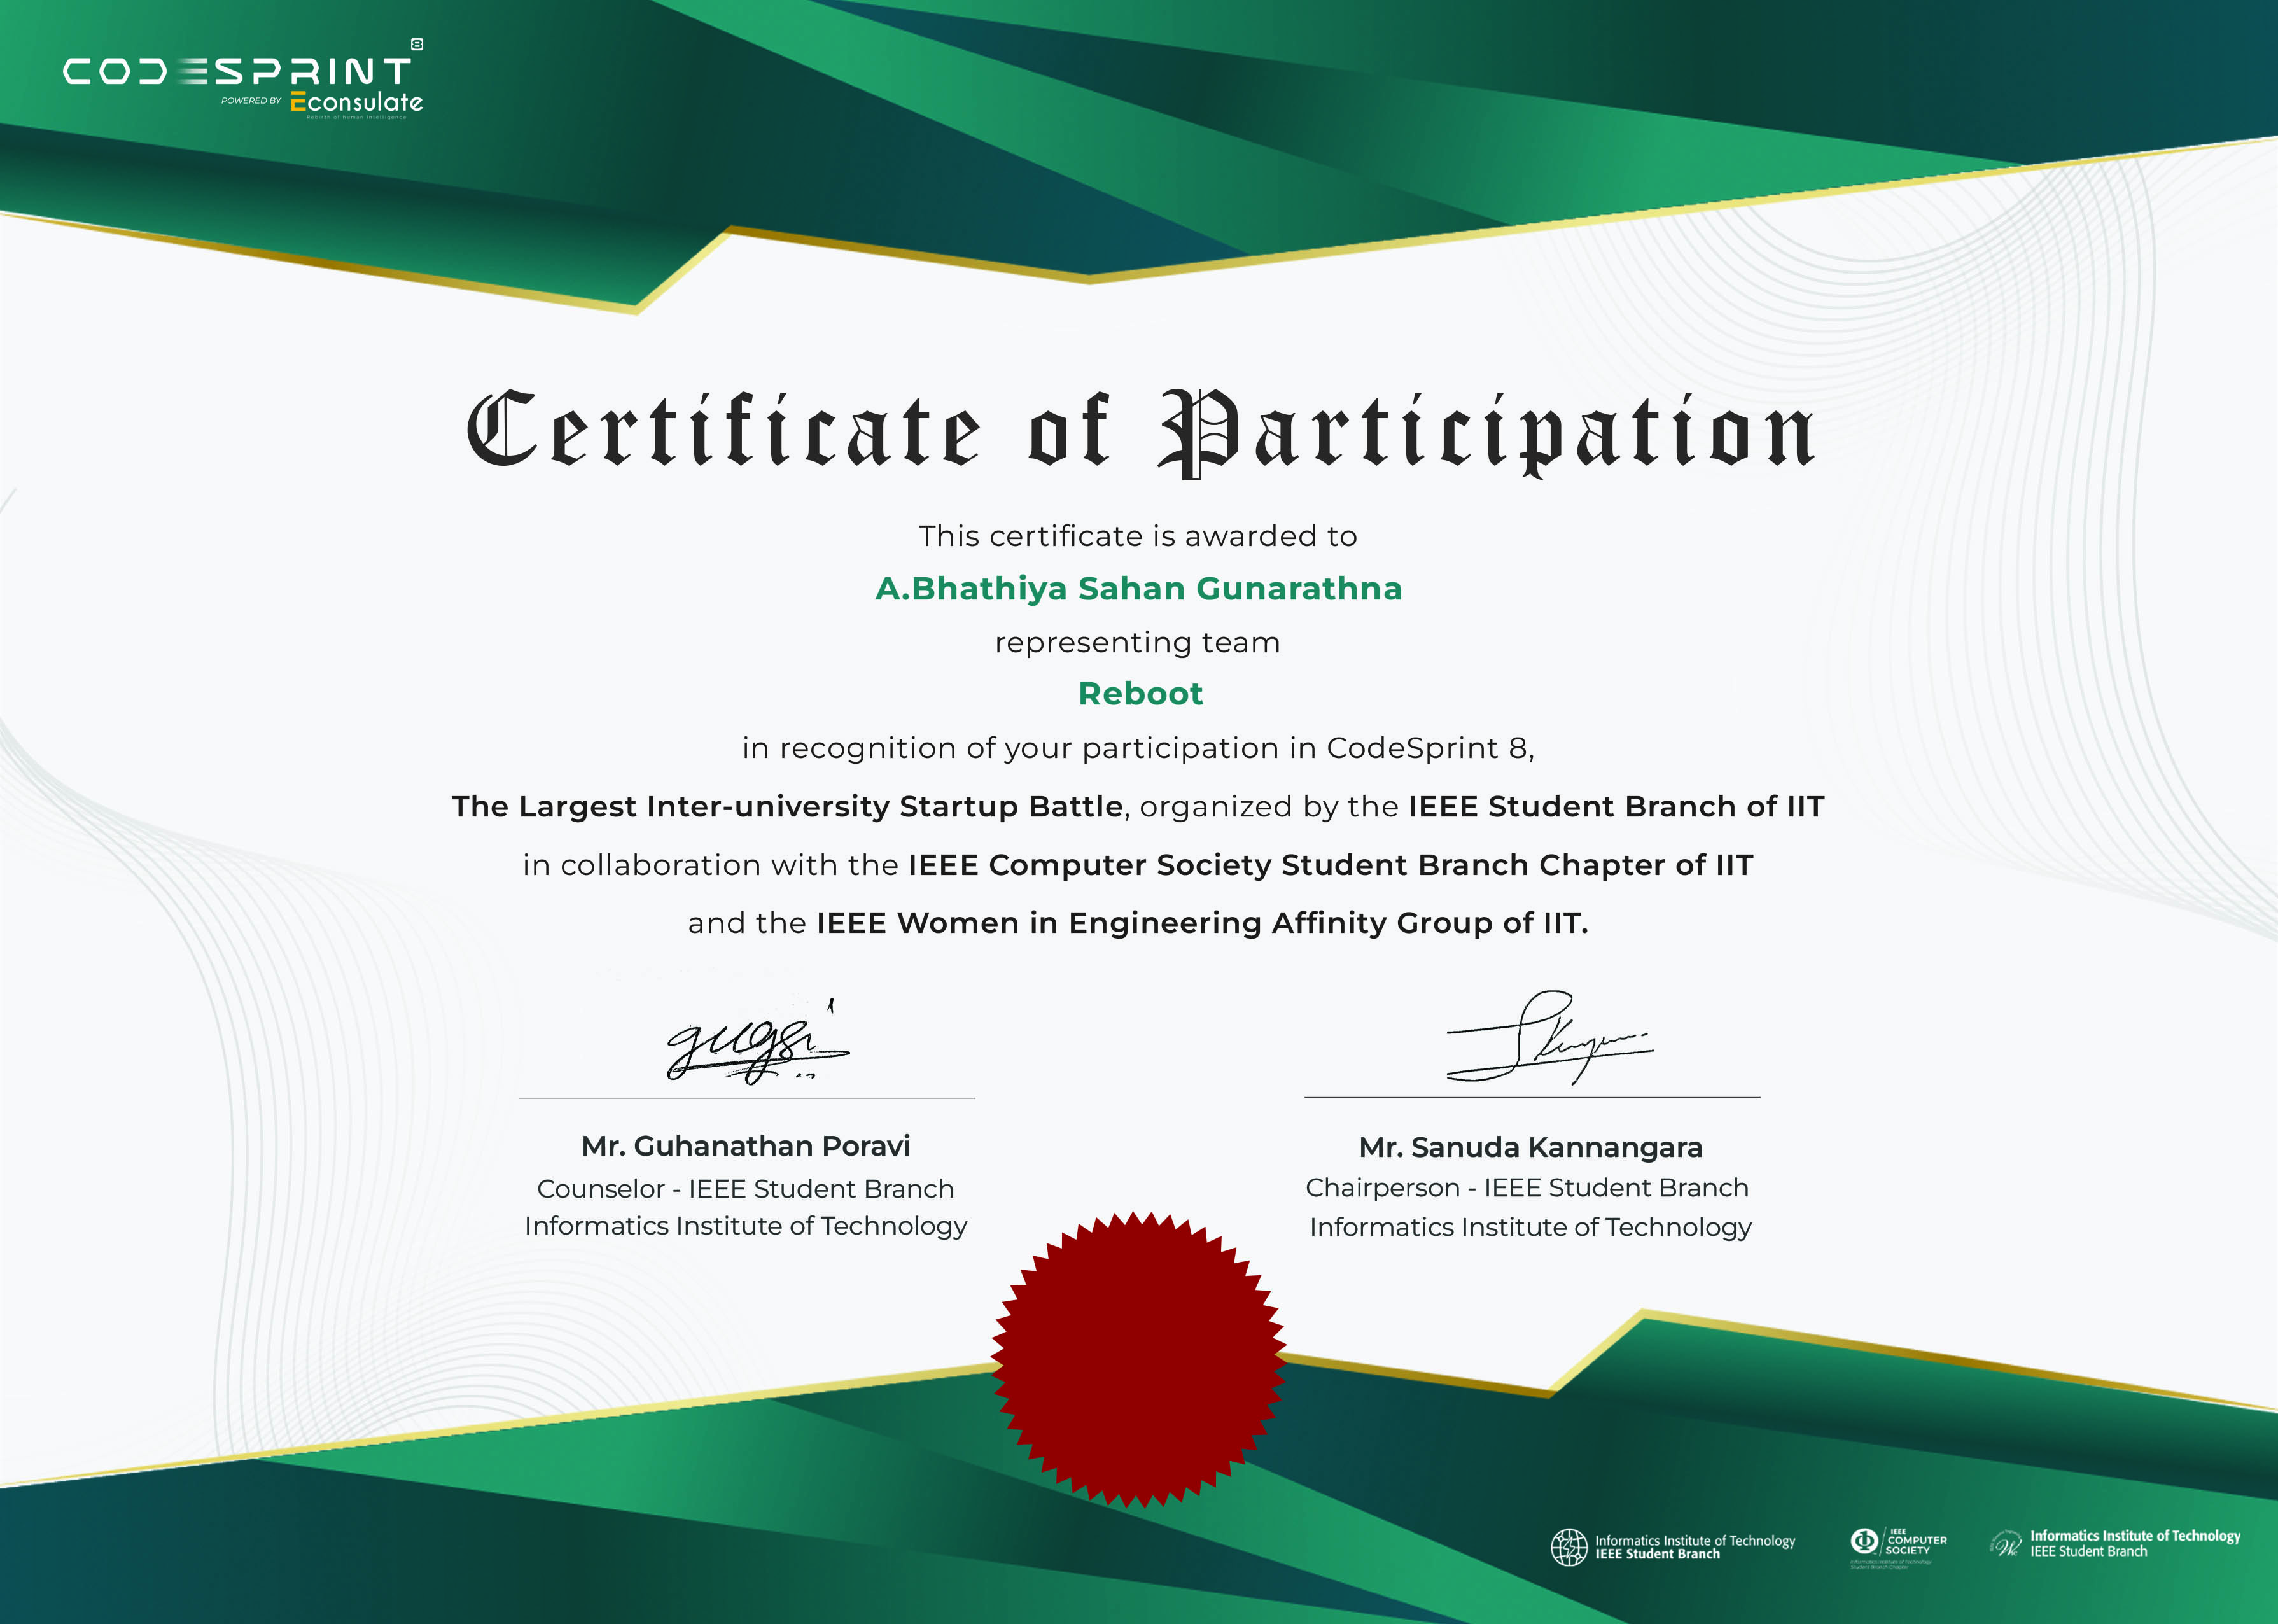 CODESPRINT 8
POWERED BY Econsulate
Rebirth of Human Intelligence
Certificate of Participation
This certificate is awarded to
A.Bhathiya Sahan Gunarathna
representing team
Reboot
in recognition of your participation in CodeSprint 8,
The Largest Inter-university Startup Battle, organized by the IEEE Student Branch of IIT
in collaboration with the IEEE Computer Society Student Branch Chapter of IIT
and the IEEE Women in Engineering Affinity Group of IIT.
Mr. Guhanathan Poravi
Counselor - IEEE Student Branch
Informatics Institute of Technology
Mr. Sanuda Kannangara
Chairperson - IEEE Student Branch
Informatics Institute of Technology
Informatics Institute of Technology
IEEE Student Branch
IEEE
COMPUTER
SOCIETY
Informatics Institute of Technology
Student Branch Chapter
Informatics Institute of Technology
IEEE Student Branch